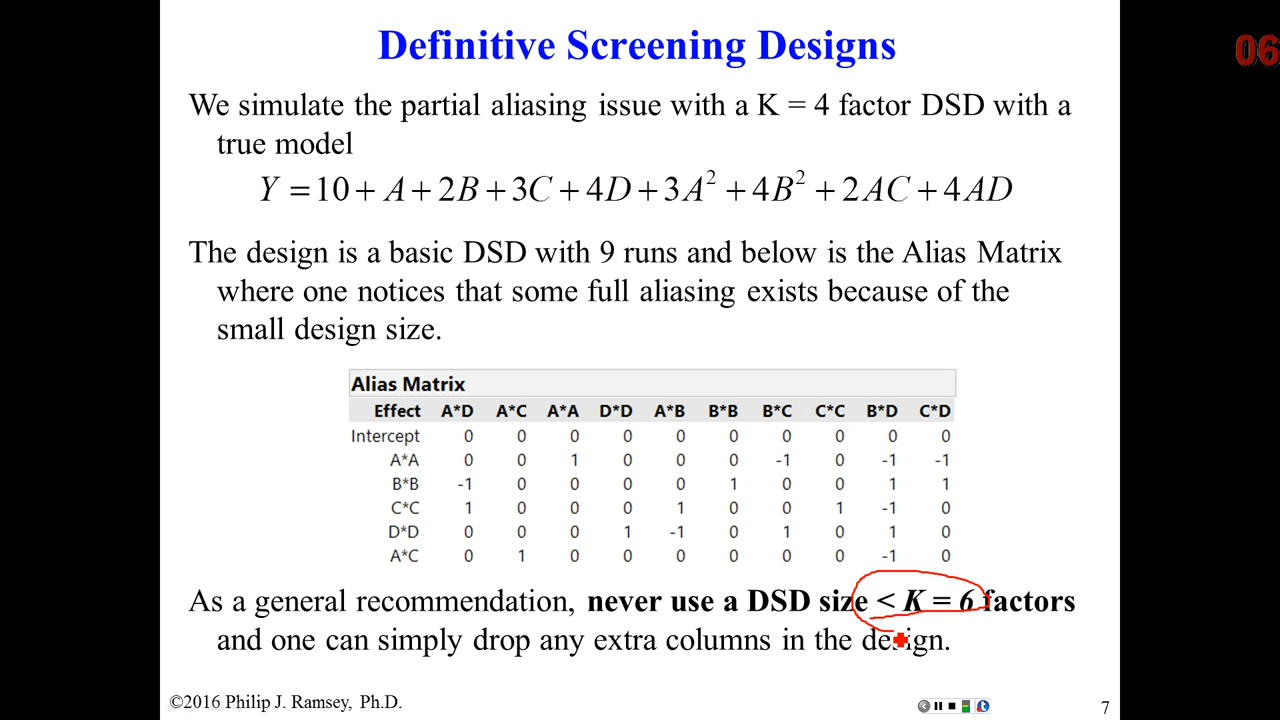 Definitive Screening Designs
06
We simulate the partial aliasing issue with a K = 4 factor DSD with a
true model
Y = 10 + A + 2B + 3C + 4D + 3A² + 4B² + 2AC + 4AD
The design is a basic DSD with 9 runs and below is the Alias Matrix
where one notices that some full aliasing exists because of the
small design size.
Alias Matrix
Effect A*D A*C A*A D*D A*B B*B B*C C*C B*D C*D
Intercept 0 0 0 0 0 0 0 0 0 0
A*A 0 0 1 0 0 0 -1 0 -1 -1
B*B -1 0 0 0 0 1 0 0 1 1
C*C 1 0 0 0 1 0 0 1 -1 0
D*D 0 0 0 1 -1 0 1 0 1 0
A*C 0 1 0 0 0 0 0 0 -1 0
As a general recommendation, never use a DSD size < K = 6 factors
and one can simply drop any extra columns in the design.
©2016 Philip J. Ramsey, Ph.D.
7